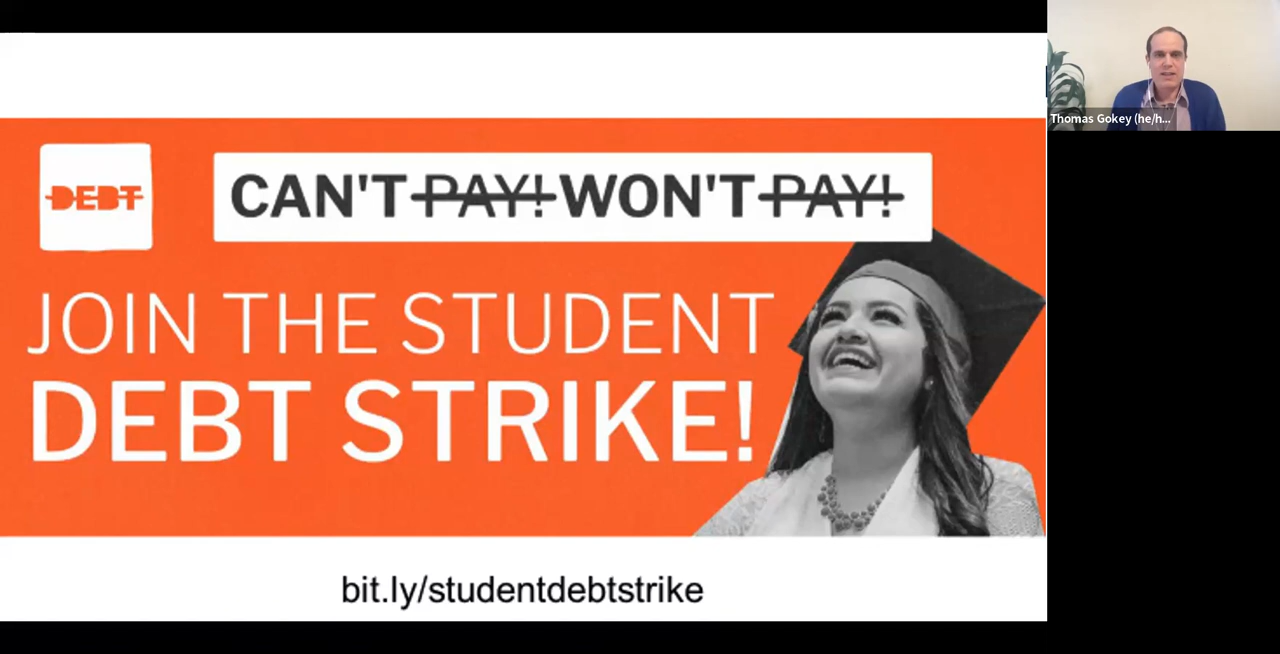 DEBT
CAN'T PAY! WON'T PAY!
JOIN THE STUDENT
DEBT STRIKE!
bit.ly/studentdebtstrike
Thomas Gokey (he/h...